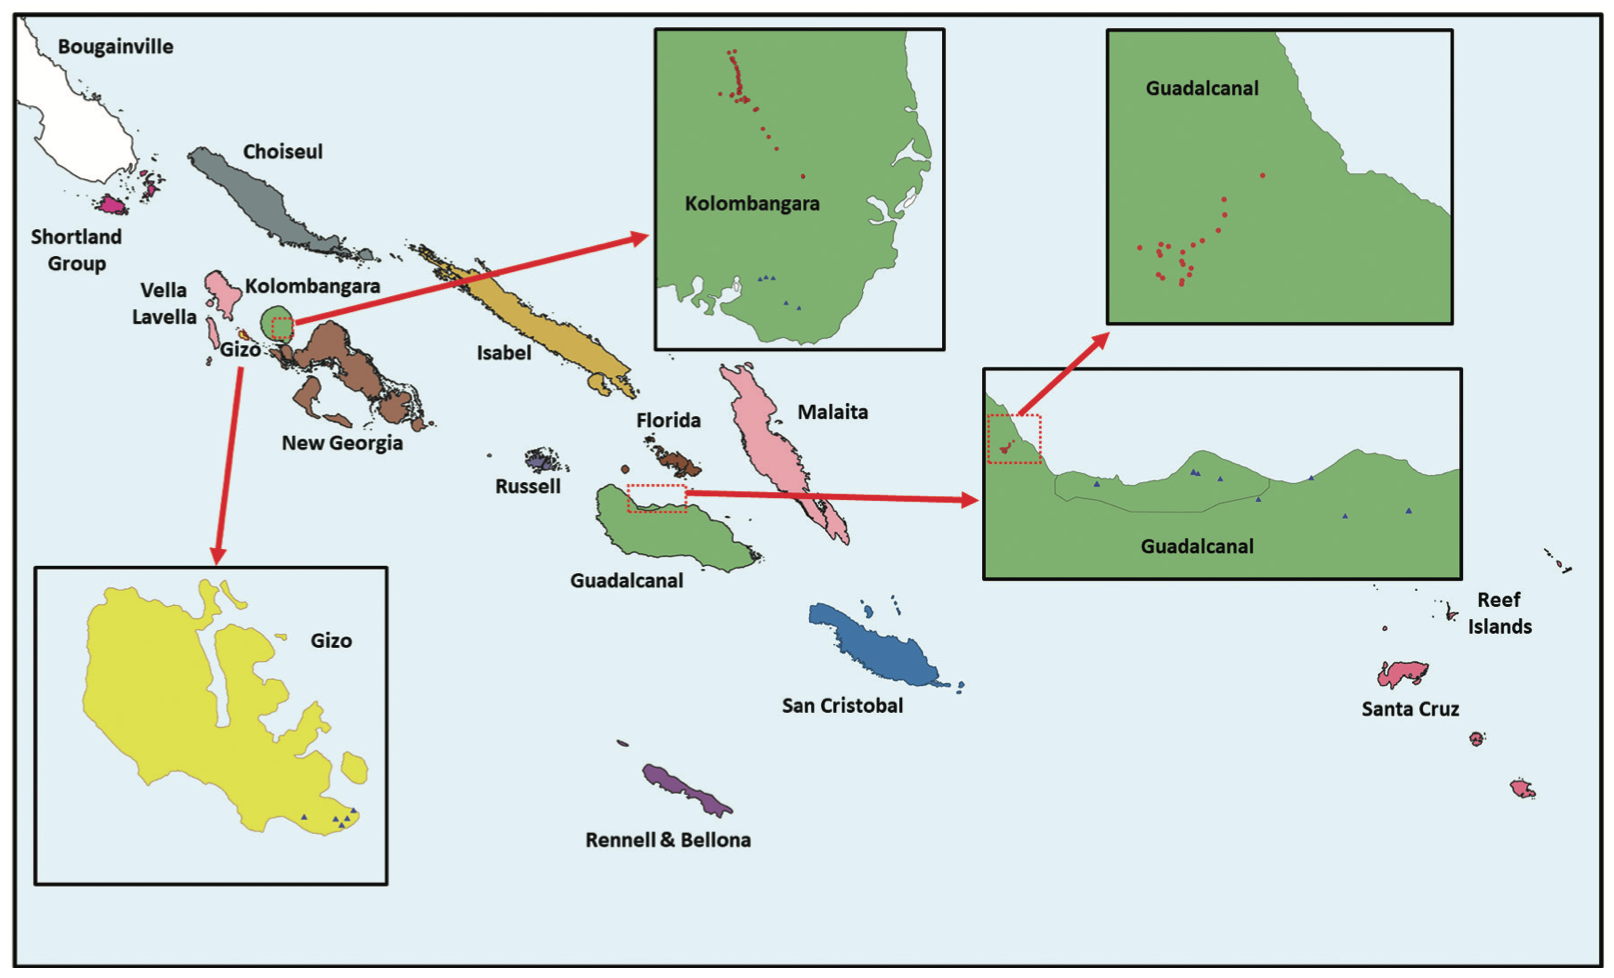 Bougainville
Choiseul
Shortland
Group
Vella
Lavella
Kolombangara
Gizo
New Georgia
Isabel
Kolombangara
Guadalcanal
Florida
Malaita
Russell
Guadalcanal
Guadalcanal
Gizo
San Cristobal
Reef
Islands
Santa Cruz
Rennell & Bellona